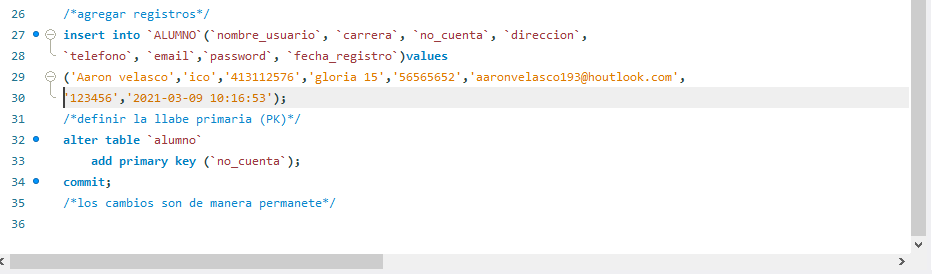 26 /*agregar registros*/
27 insert into `ALUMNO`(`nombre_usuario`, `carrera`, `no_cuenta`, `direccion`,
28 `telefono`, `email`,`password`, `fecha_registro`)values
29 ('Aaron velasco','ico','413112576','gloria 15','56565652','aaronvelasco193@houtlook.com',
30 '123456','2021-03-09 10:16:53');
31 /*definir la llabe primaria (PK)*/
32 alter table `alumno`
33 add primary key (`no_cuenta`);
34 commit;
35 /*los cambios son de manera permanete*/
36